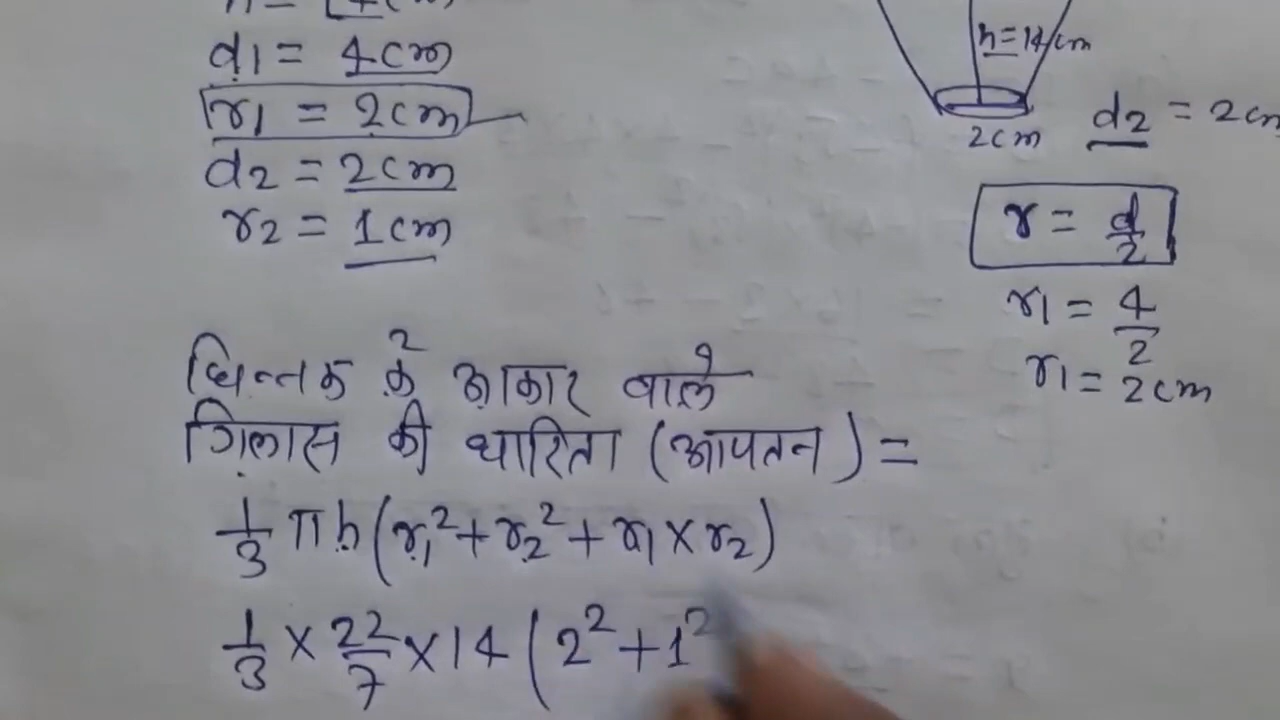 d1 = 4cm
r1 = 2cm
d2 = 2cm
r2 = 1cm
h=14cm
2cm
d2 = 2cm
r = d/2
r1 = 4/2
r1 = 2cm
छिन्नक के आकार वाले
गिलास की धारिता (आयतन) =
1/3 πh(r1²+r2²+r1×r2)
1/3 × 22/7 × 14 (2²+1²